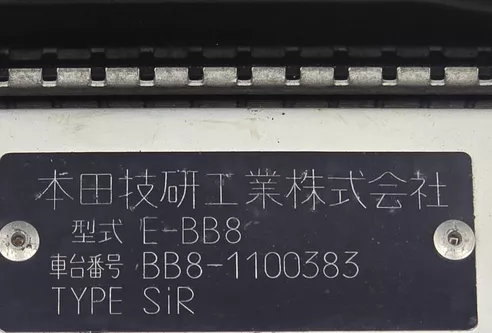 本田技研工業株式会社
型式 E-BB8
車台番号 BB8-1100383
TYPE SiR